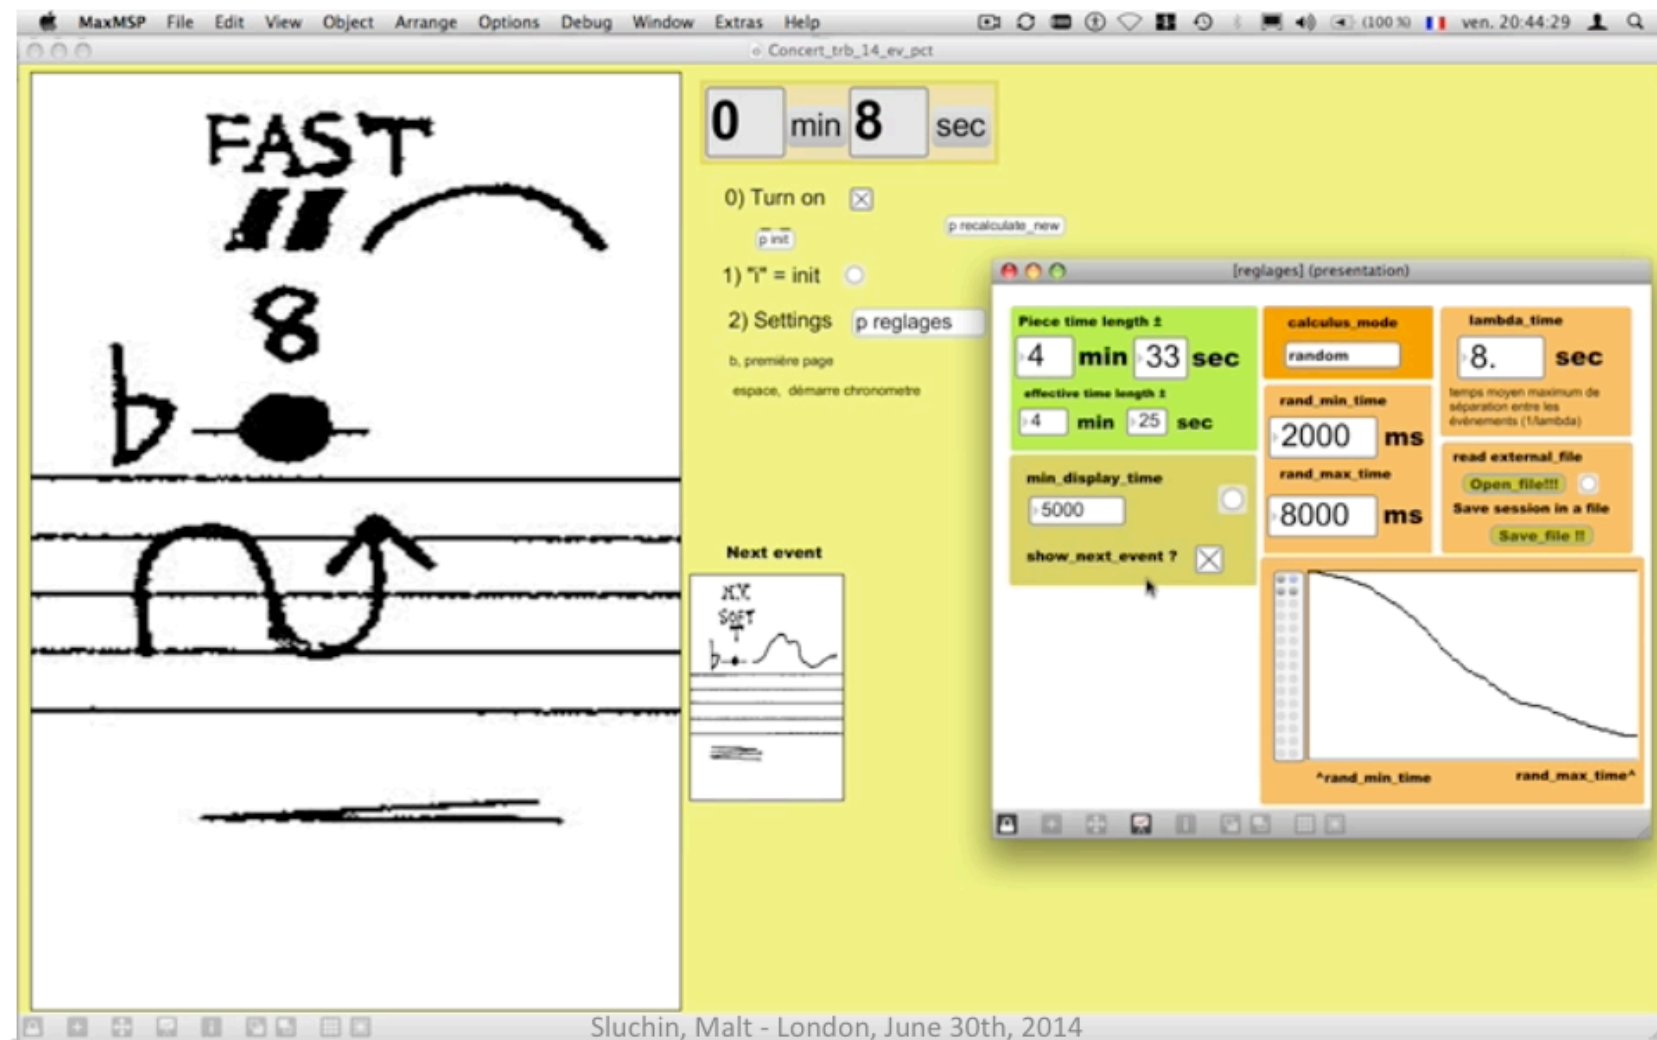 MaxMSP File Edit View Object Arrange Options Debug Window Extras Help (100 %) ven. 20:44:29
Concert_trb_14_ev_pct
FAST
8
0 min 8 sec
0) Turn on
p init
p recalculate_new
1) "i" = init
2) Settings p reglages
b, première page
espace, démarre chronometre
Next event
SOFT
[reglages] (presentation)
Piece time length ±
4 min 33 sec
effective time length ±
4 min 25 sec
min_display_time
5000
show_next_event ?
calculus_mode
random
rand_min_time
2000 ms
rand_max_time
8000 ms
lambda_time
8. sec
temps moyen maximum de
séparation entre les
évènements (1/lambda)
read external_file
Open_file!!!
Save session in a file
Save_file !!
^rand_min_time rand_max_time^
Sluchin, Malt - London, June 30th, 2014